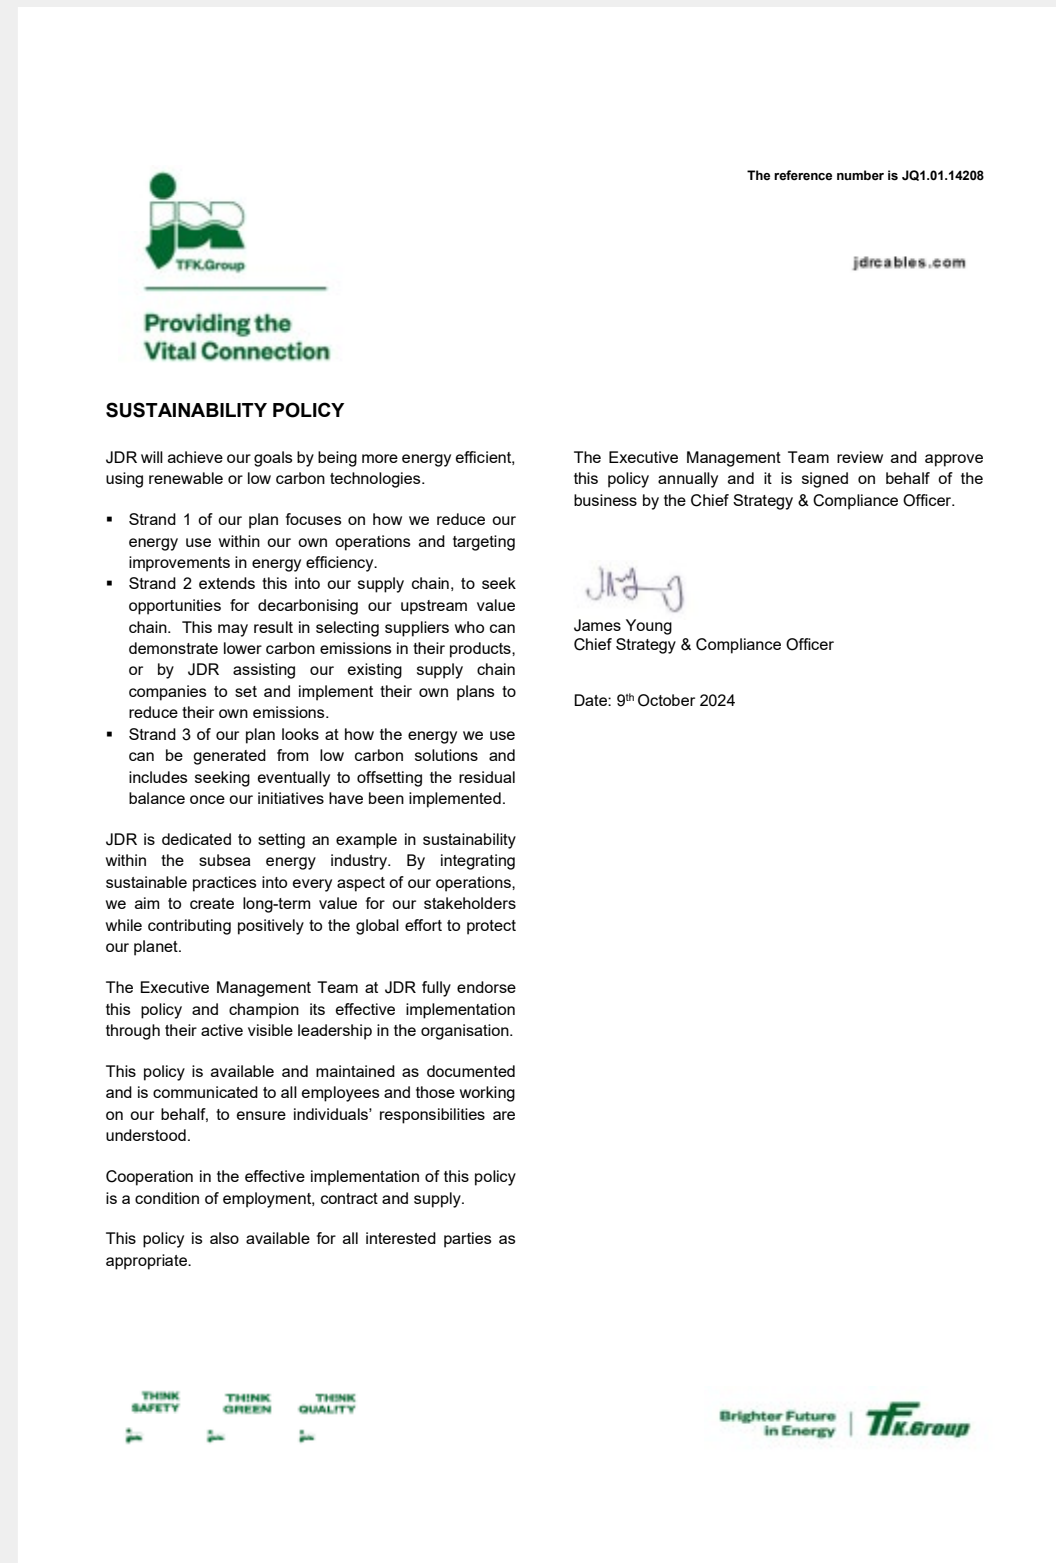 The reference number is JQ1.01.14208
JDR
TFK.Group
jdrcables.com
Providing the
Vital Connection
SUSTAINABILITY POLICY
JDR will achieve our goals by being more energy efficient,
using renewable or low carbon technologies.
▪ Strand 1 of our plan focuses on how we reduce our
energy use within our own operations and targeting
improvements in energy efficiency.
▪ Strand 2 extends this into our supply chain, to seek
opportunities for decarbonising our upstream value
chain.  This may result in selecting suppliers who can
demonstrate lower carbon emissions in their products,
or by JDR assisting our existing supply chain
companies to set and implement their own plans to
reduce their own emissions.
▪ Strand 3 of our plan looks at how the energy we use
can be generated from low carbon solutions and
includes seeking eventually to offsetting the residual
balance once our initiatives have been implemented.
JDR is dedicated to setting an example in sustainability
within the subsea energy industry. By integrating
sustainable practices into every aspect of our operations,
we aim to create long-term value for our stakeholders
while contributing positively to the global effort to protect
our planet.
The Executive Management Team at JDR fully endorse
this policy and champion its effective implementation
through their active visible leadership in the organisation.
This policy is available and maintained as documented
and is communicated to all employees and those working
on our behalf, to ensure individuals’ responsibilities are
understood.
Cooperation in the effective implementation of this policy
is a condition of employment, contract and supply.
This policy is also available for all interested parties as
appropriate.
The Executive Management Team review and approve
this policy annually and it is signed on behalf of the
business by the Chief Strategy & Compliance Officer.
James Young
Chief Strategy & Compliance Officer
Date: 9th October 2024
TH!NK
SAFETY
TH!NK
GREEN
TH!NK
QUALITY
Brighter Future
in Energy
TFK.Group